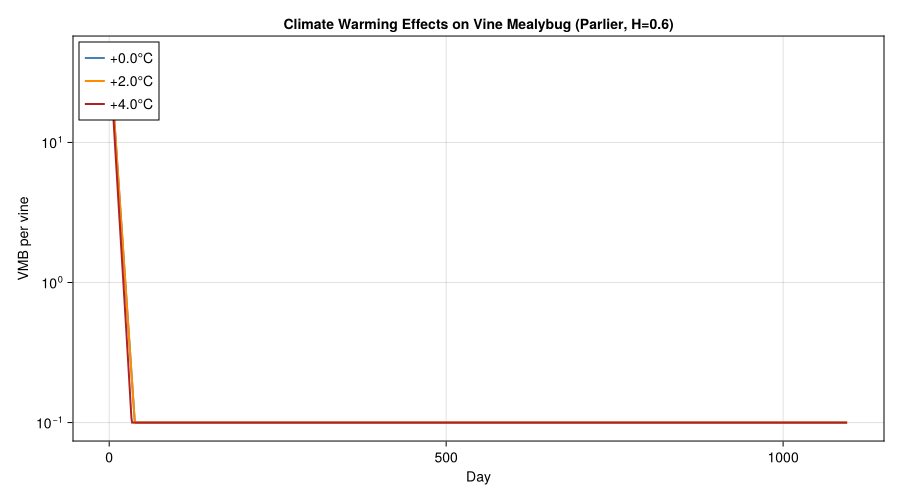 Climate Warming Effects on Vine Mealybug (Parlier, H=0.6)
+0.0°C
+2.0°C
+4.0°C
10¹
10⁰
10⁻¹
VMB per vine
0
500
1000
Day